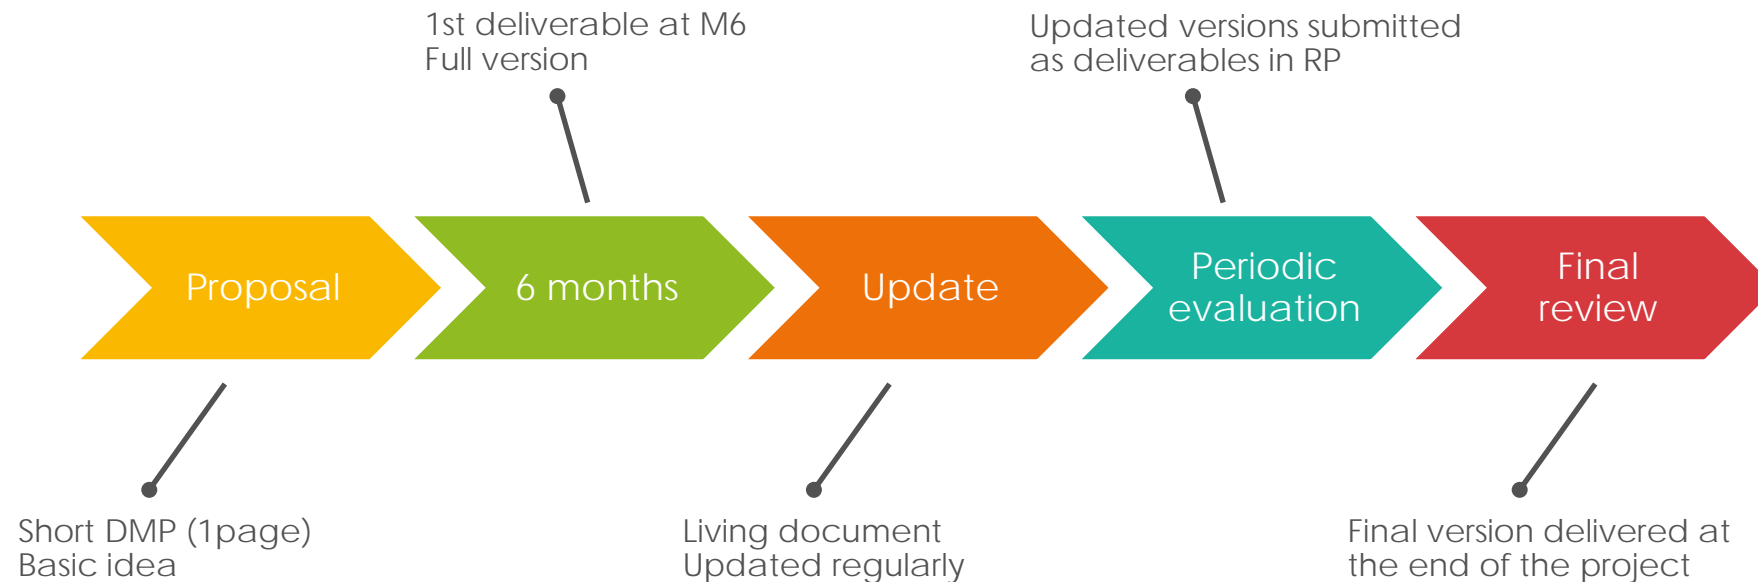 1st deliverable at M6
Full version
Updated versions submitted
as deliverables in RP
Proposal
6 months
Update
Periodic
evaluation
Final
review
Short DMP (1page)
Basic idea
Living document
Updated regularly
Final version delivered at
the end of the project